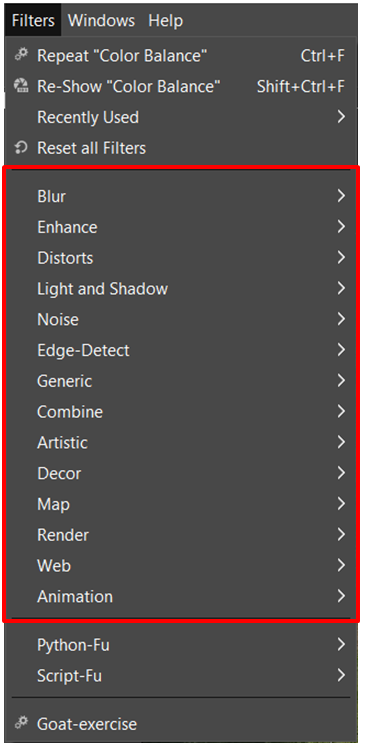 Filters Windows Help
Repeat "Color Balance" Ctrl+F
Re-Show "Color Balance" Shift+Ctrl+F
Recently Used
Reset all Filters
Blur
Enhance
Distorts
Light and Shadow
Noise
Edge-Detect
Generic
Combine
Artistic
Decor
Map
Render
Web
Animation
Python-Fu
Script-Fu
Goat-exercise